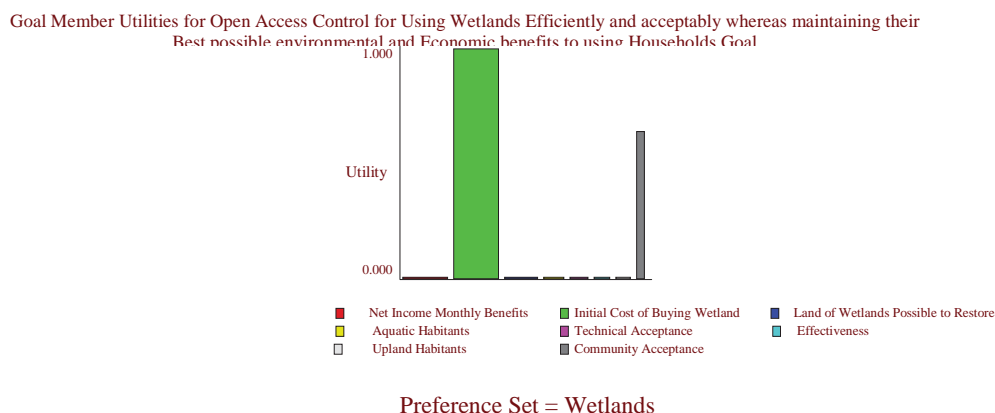 Goal Member Utilities for Open Access Control for Using Wetlands Efficiently and acceptably whereas maintaining their
Best possible environmental and Economic benefits to using Households Goal
1.000
Utility
0.000
Net Income Monthly Benefits Initial Cost of Buying Wetland Land of Wetlands Possible to Restore
Aquatic Habitants Technical Acceptance Effectiveness
Upland Habitants Community Acceptance
Preference Set = Wetlands